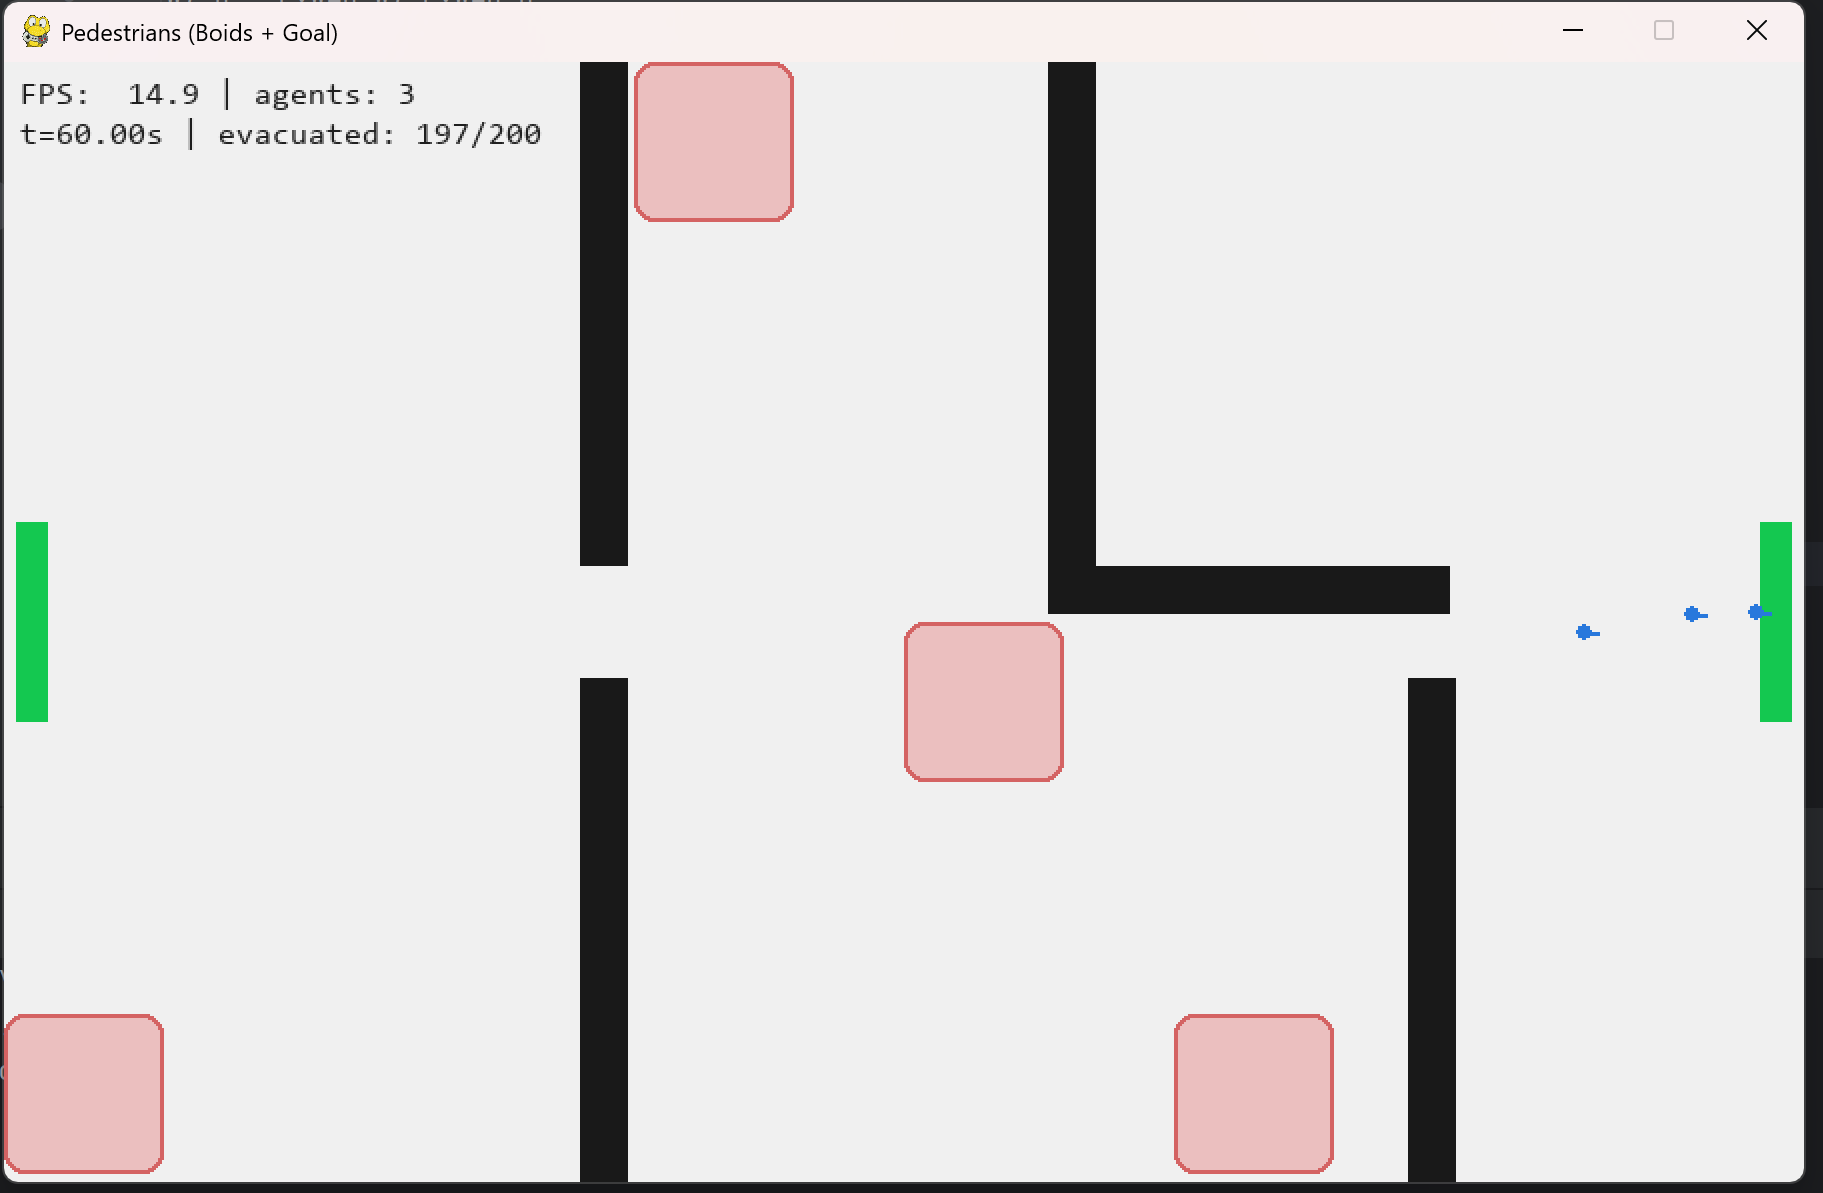 Pedestrians (Boids + Goal)
FPS:  14.9 | agents: 3
t=60.00s | evacuated: 197/200